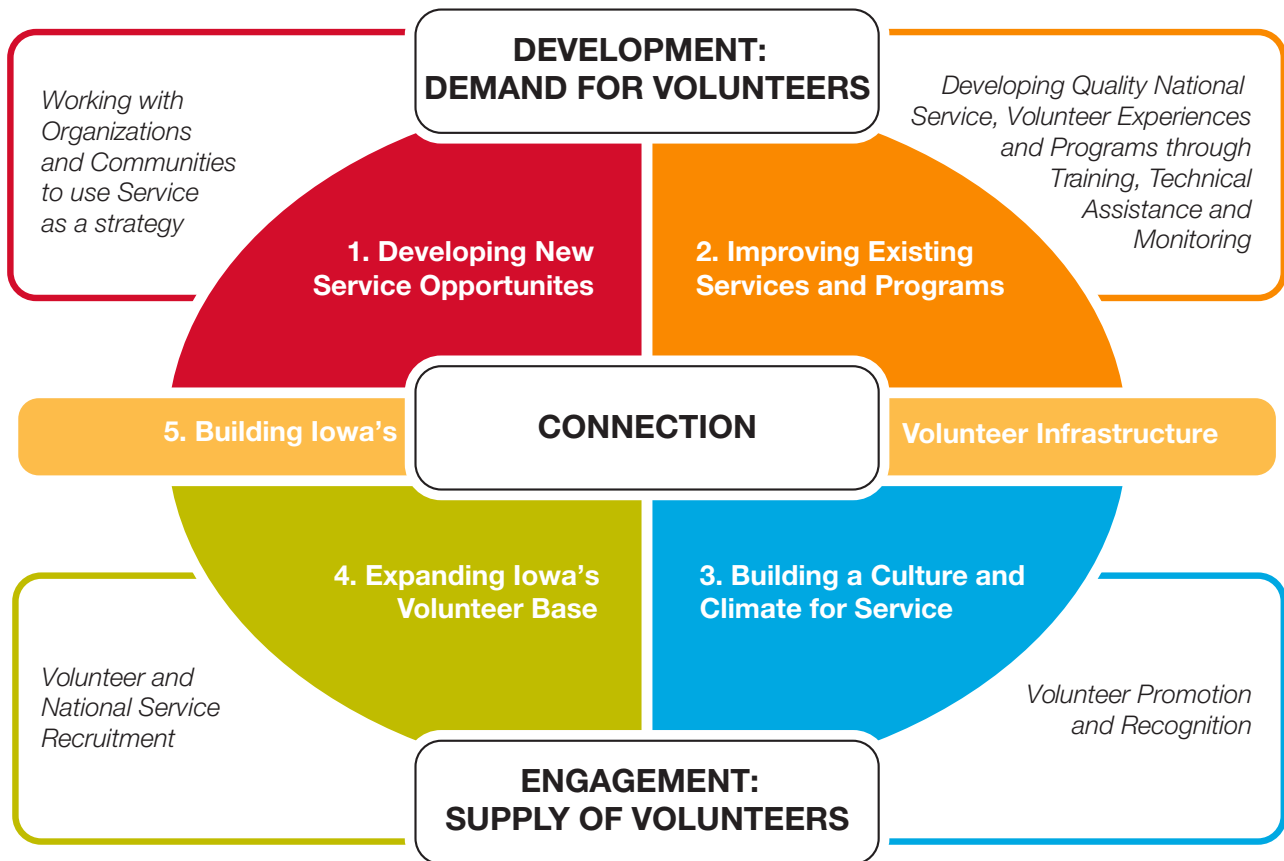 DEVELOPMENT:
DEMAND FOR VOLUNTEERS
Working with
Organizations
and Communities
to use Service
as a strategy
Developing Quality National
Service, Volunteer Experiences
and Programs through
Training, Technical
Assistance and
Monitoring
1. Developing New
Service Opportunites
2. Improving Existing
Services and Programs
5. Building Iowa's
CONNECTION
Volunteer Infrastructure
4. Expanding Iowa's
Volunteer Base
3. Building a Culture and
Climate for Service
Volunteer and
National Service
Recruitment
Volunteer Promotion
and Recognition
ENGAGEMENT:
SUPPLY OF VOLUNTEERS